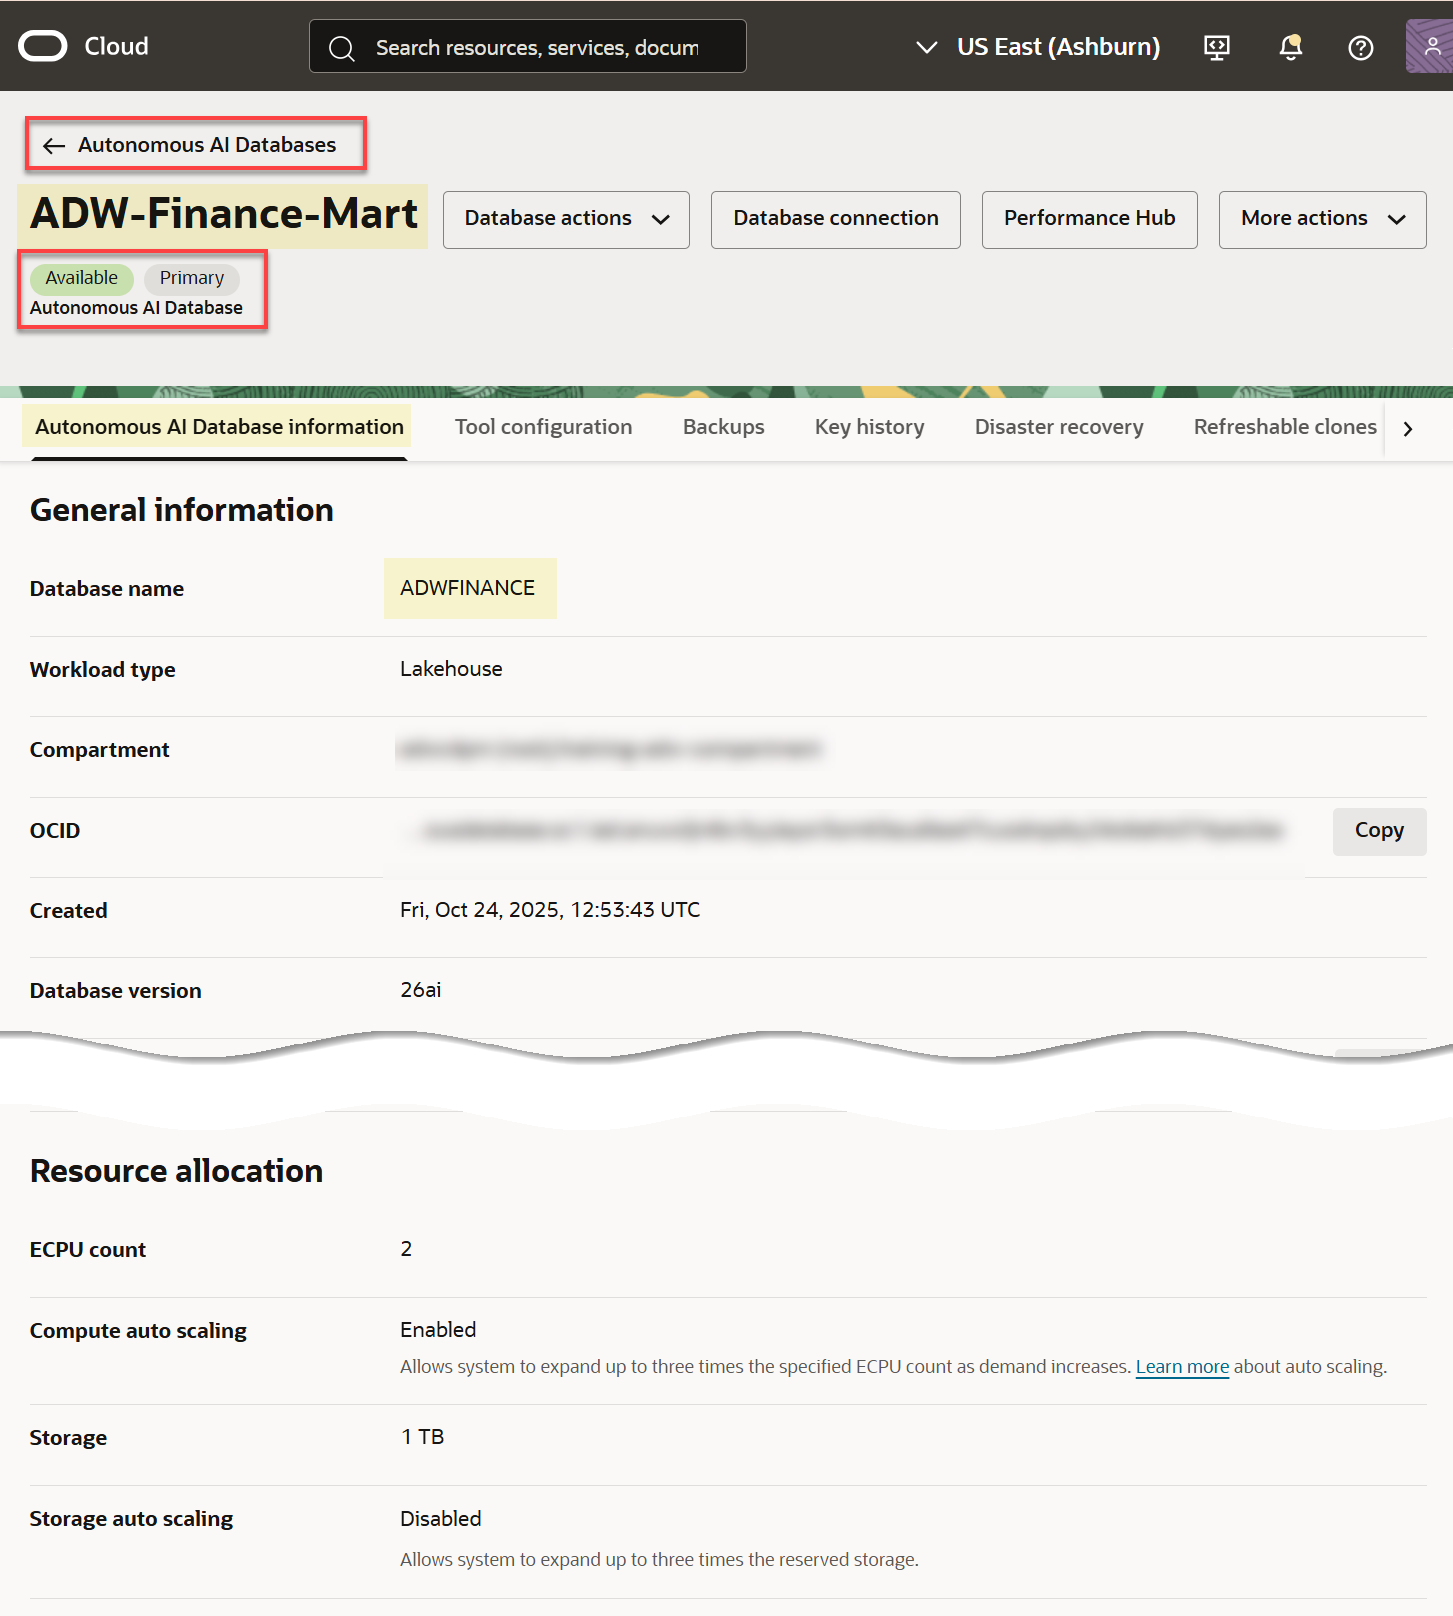 Cloud
Search resources, services, docum
US East (Ashburn)
Autonomous AI Databases
ADW-Finance-Mart
Database actions
Database connection
Performance Hub
More actions
Available
Primary
Autonomous AI Database
Autonomous AI Database information
Tool configuration
Backups
Key history
Disaster recovery
Refreshable clones
General information
Database name
ADWFINANCE
Workload type
Lakehouse
Compartment
OCID
Copy
Created
Fri, Oct 24, 2025, 12:53:43 UTC
Database version
26ai
Resource allocation
ECPU count
2
Compute auto scaling
Enabled
Allows system to expand up to three times the specified ECPU count as demand increases. Learn more about auto scaling.
Storage
1 TB
Storage auto scaling
Disabled
Allows system to expand up to three times the reserved storage.